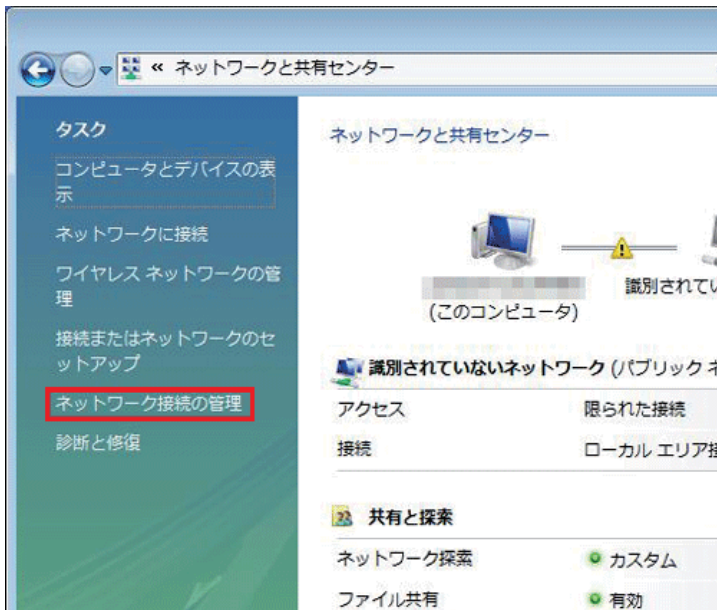 « ネットワークと共有センター
タスク
コンピュータとデバイスの表
示
ネットワークに接続
ワイヤレス ネットワークの管
理
接続またはネットワークのセ
ットアップ
ネットワーク接続の管理
診断と修復
ネットワークと共有センター
(このコンピュータ)
識別されてい
識別されていないネットワーク (パブリック ネ
アクセス
限られた接続
接続
ローカル エリア接
共有と探索
ネットワーク探索
カスタム
ファイル共有
有効